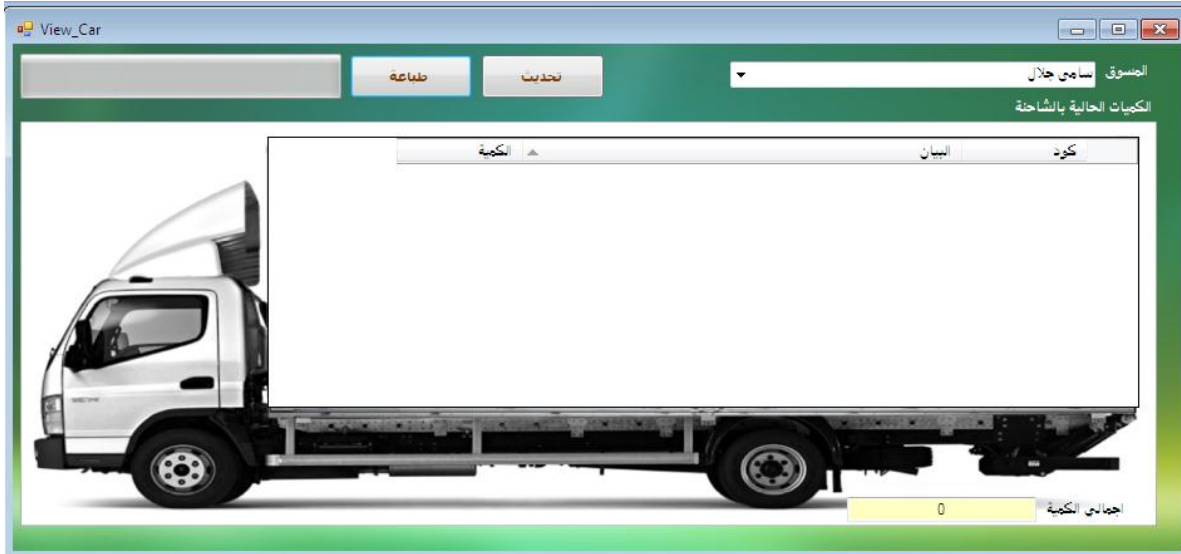 View_Car
المسوق سامي جلال
تحديث
طباعة
الكميات الحالية بالشاحنة
كود البيان الكمية
اجمالي الكمية 0